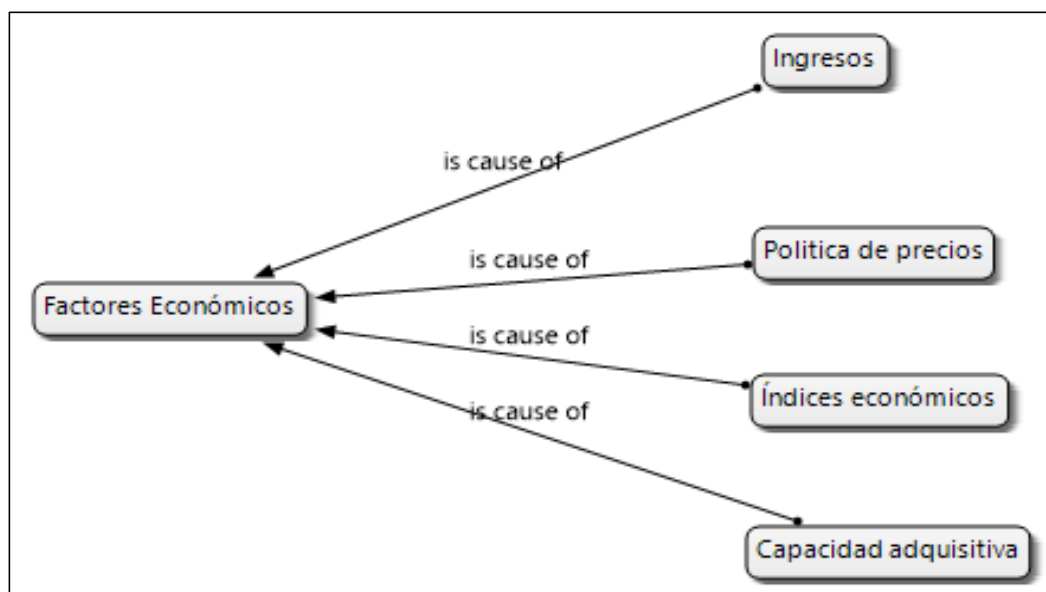 Ingresos
is cause of
is cause of
Politica de precios
Factores Económicos
is cause of
Índices económicos
is cause of
Capacidad adquisitiva